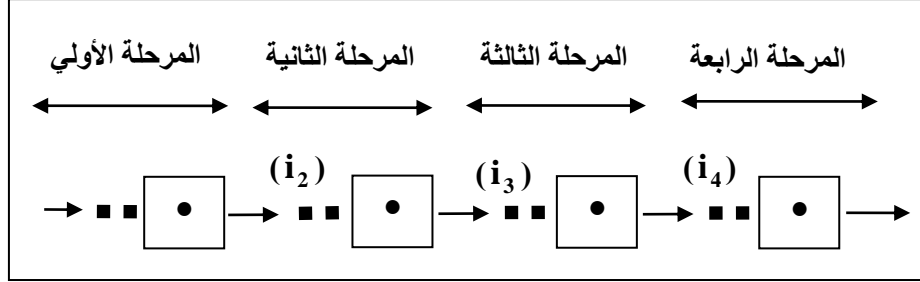 المرحلة الأولي المرحلة الثانية المرحلة الثالثة المرحلة الرابعة
(i₂) (i₃) (i₄)